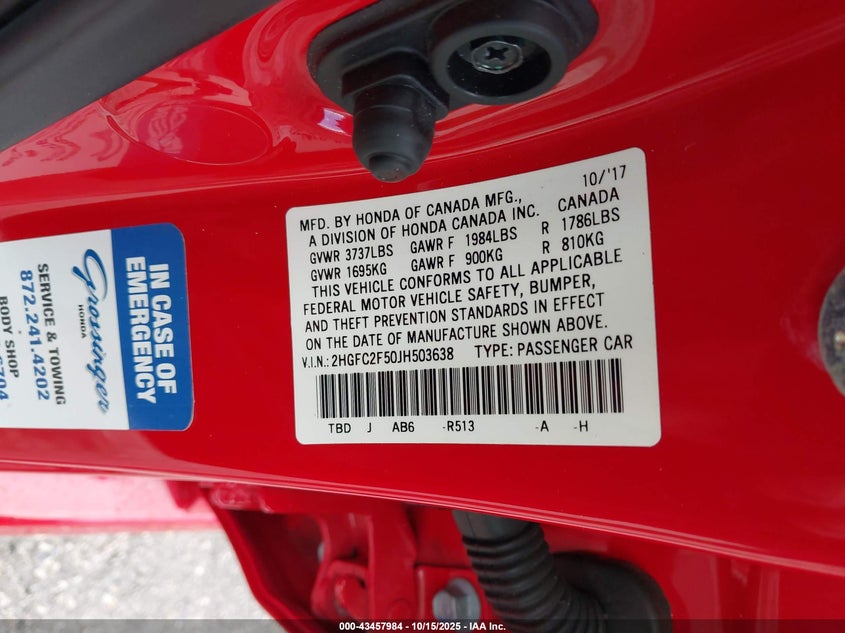 MFD. BY HONDA OF CANADA MFG., 10/'17
A DIVISION OF HONDA CANADA INC. CANADA
GVWR 3737LBS GAWR F 1984LBS R 1786LBS
GVWR 1695KG GAWR F 900KG R 810KG
THIS VEHICLE CONFORMS TO ALL APPLICABLE
FEDERAL MOTOR VEHICLE SAFETY, BUMPER,
AND THEFT PREVENTION STANDARDS IN EFFECT
ON THE DATE OF MANUFACTURE SHOWN ABOVE.
V.I.N.: 2HGFC2F50JH503638 TYPE: PASSENGER CAR
TBD J AB6 -R513 -A -H
IN CASE OF
EMERGENCY
Grossinger
HONDA
SERVICE & TOWING
872.241.4202
BODY SHOP
000-43457984 - 10/15/2025 - IAA Inc.